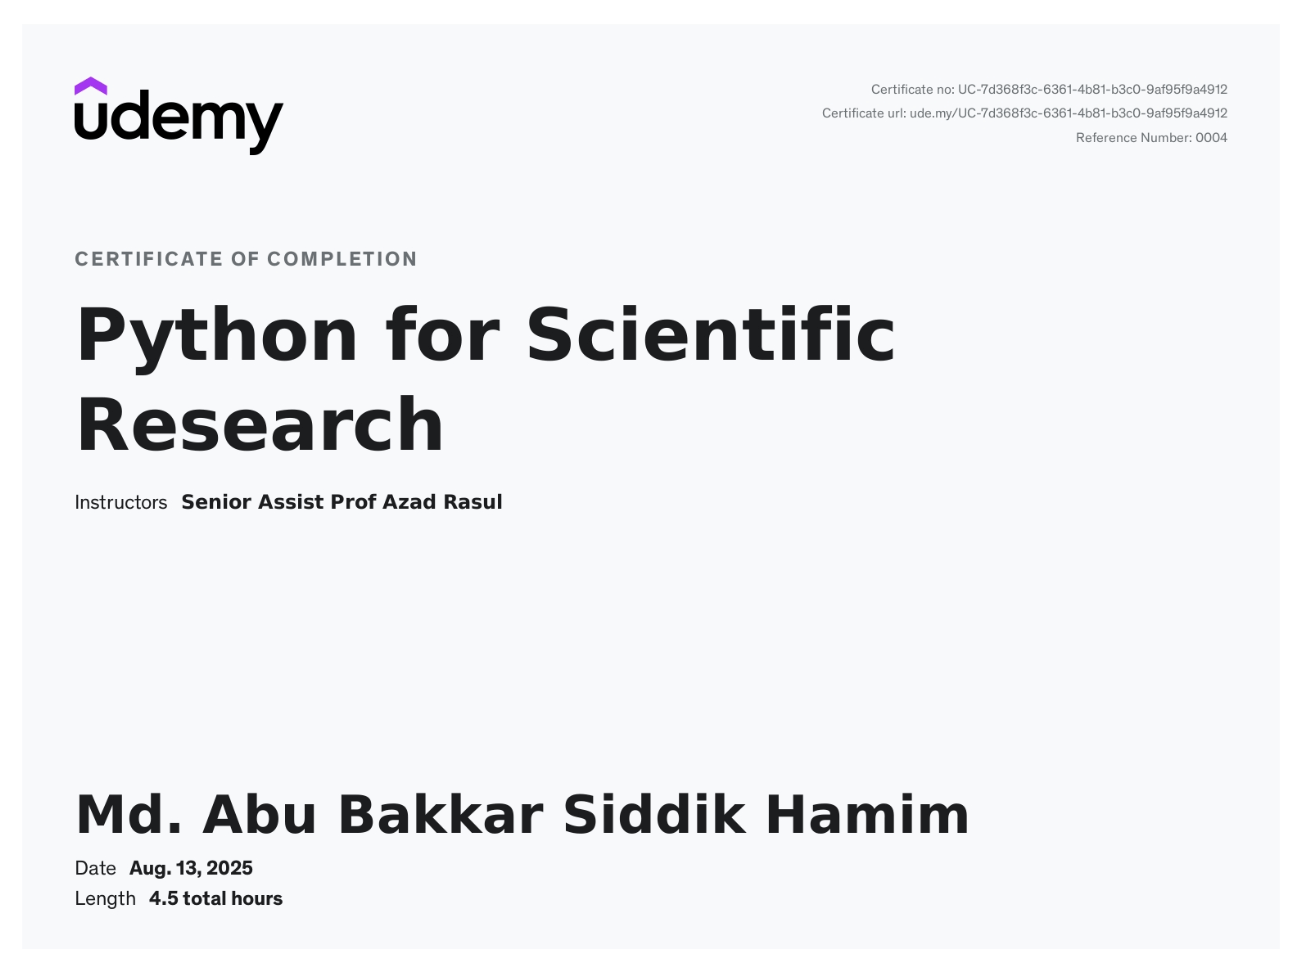 udemy
Certificate no: UC-7d368f3c-6361-4b81-b3c0-9af95f9a4912
Certificate url: ude.my/UC-7d368f3c-6361-4b81-b3c0-9af95f9a4912
Reference Number: 0004
CERTIFICATE OF COMPLETION
Python for Scientific
Research
Instructors Senior Assist Prof Azad Rasul
Md. Abu Bakkar Siddik Hamim
Date Aug. 13, 2025
Length 4.5 total hours